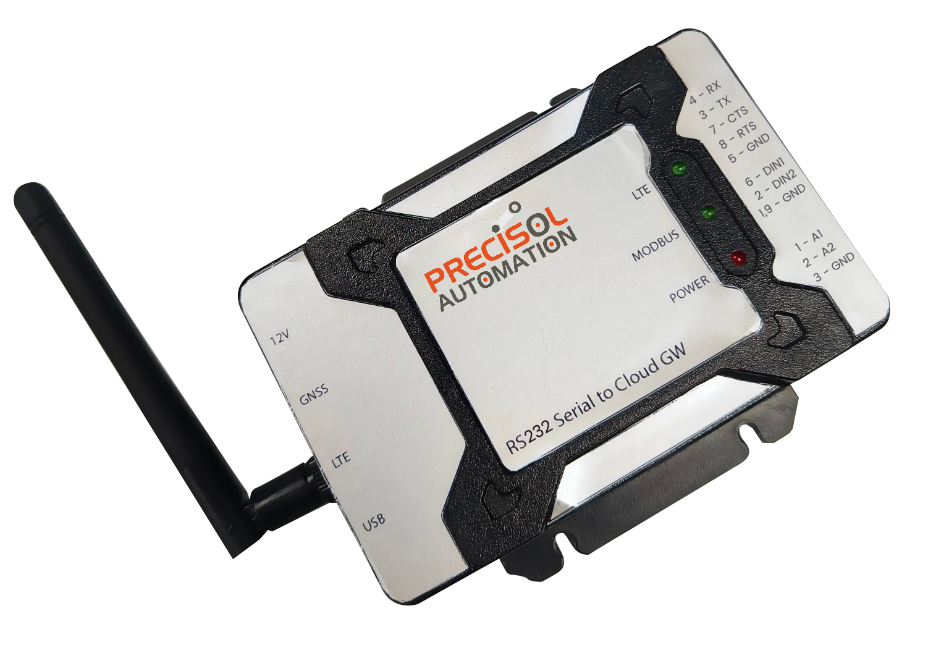 PRECISOL
AUTOMATION
RS232 Serial to Cloud GW
LTE
MODBUS
POWER
4 - RX
3 - TX
7 - CTS
8 - RTS
5 - GND
6 - DIN1
2 - DIN2
1,9 - GND
1 - A1
2 - A2
3 - GND
12V
GNSS
LTE
USB